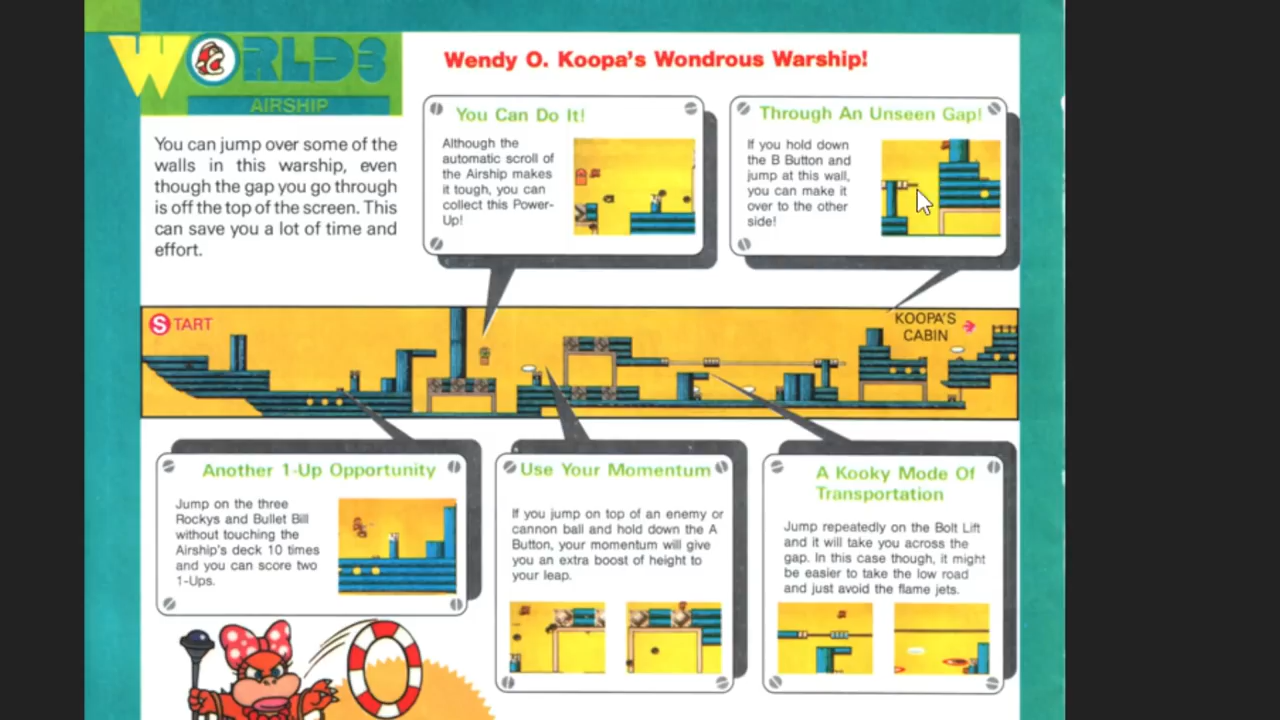 WORLD3
AIRSHIP
Wendy O. Koopa's Wondrous Warship!
You can jump over some of the
walls in this warship, even
though the gap you go through
is off the top of the screen. This
can save you a lot of time and
effort.
You Can Do It!
Although the
automatic scroll of
the Airship makes
it tough, you can
collect this Power-
Up!
Through An Unseen Gap!
If you hold down
the B Button and
jump at this wall,
you can make it
over to the other
side!
START
KOOPA'S
CABIN
Another 1-Up Opportunity
Jump on the three
Rockys and Bullet Bill
without touching the
Airship's deck 10 times
and you can score two
1-Ups.
Use Your Momentum
If you jump on top of an enemy or
cannon ball and hold down the A
Button, your momentum will give
you an extra boost of height to
your leap.
A Kooky Mode Of
Transportation
Jump repeatedly on the Bolt Lift
and it will take you across the
gap. In this case though, it might
be easier to take the low road
and just avoid the flame jets.